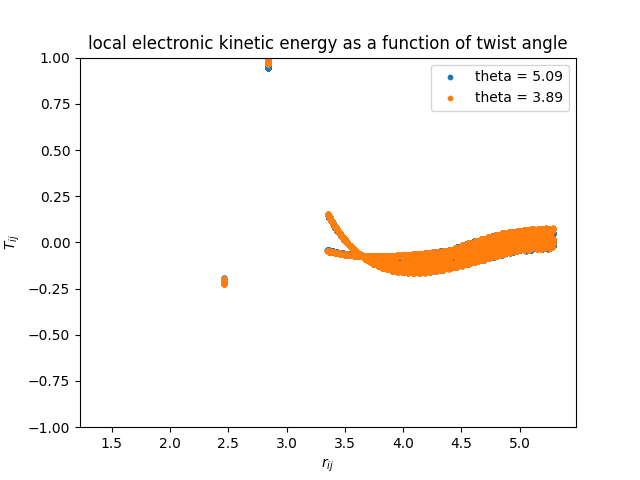 local electronic kinetic energy as a function of twist angle
theta = 5.09
theta = 3.89
T_{ij}
1.00
0.75
0.50
0.25
0.00
−0.25
−0.50
−0.75
−1.00
1.5 2.0 2.5 3.0 3.5 4.0 4.5 5.0
r_{ij}